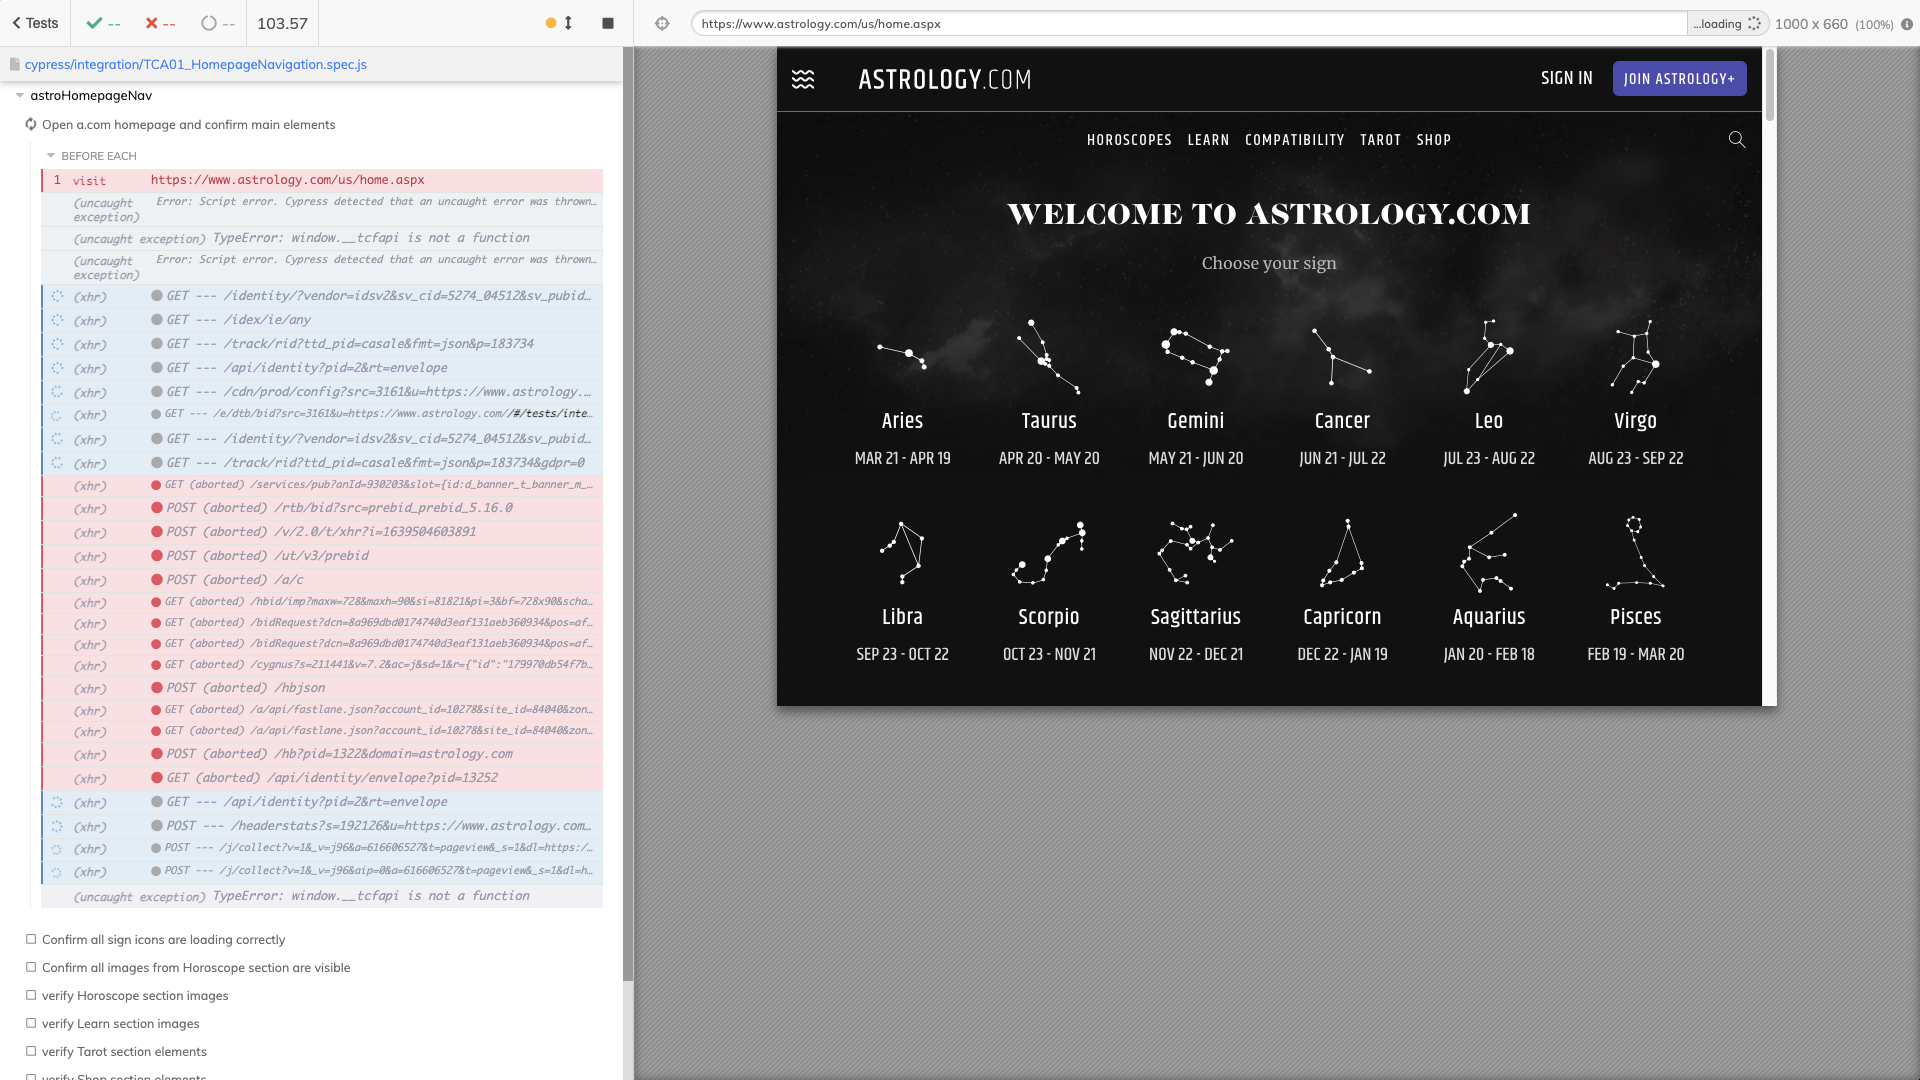 Tests
--
--
--
103.57
https://www.astrology.com/us/home.aspx
...loading
1000 x 660 (100%)
cypress/integration/TCA01_HomepageNavigation.spec.js
astroHomepageNav
Open a.com homepage and confirm main elements
BEFORE EACH
1 visit https://www.astrology.com/us/home.aspx
(uncaught exception) Error: Script error. Cypress detected that an uncaught error was thrown…
(uncaught exception) TypeError: window.__tcfapi is not a function
(uncaught exception) Error: Script error. Cypress detected that an uncaught error was thrown…
(xhr) GET --- /identity/?vendor=idsv2&sv_cid=5274_04512&sv_pubid…
(xhr) GET --- /idex/ie/any
(xhr) GET --- /track/rid?ttd_pid=casale&fmt=json&p=183734
(xhr) GET --- /api/identity?pid=2&rt=envelope
(xhr) GET --- /cdn/prod/config?src=3161&u=https://www.astrology.…
(xhr) GET --- /e/dtb/bid?src=3161&u=https://www.astrology.com//#/tests/inte…
(xhr) GET --- /identity/?vendor=idsv2&sv_cid=5274_04512&sv_pubid…
(xhr) GET --- /track/rid?ttd_pid=casale&fmt=json&p=183734&gdpr=0
(xhr) GET (aborted) /services/pub?anId=930203&slot={id:d_banner_t_banner_m_…
(xhr) POST (aborted) /rtb/bid?src=prebid_prebid_5.16.0
(xhr) POST (aborted) /v/2.0/t/xhr?i=1639504603891
(xhr) POST (aborted) /ut/v3/prebid
(xhr) POST (aborted) /a/c
(xhr) GET (aborted) /hbid/imp?maxw=728&maxh=90&si=81821&pi=3&bf=728x90&scha…
(xhr) GET (aborted) /bidRequest?dcn=8a969dbd0174740d3eaf131aeb360934&pos=af…
(xhr) GET (aborted) /bidRequest?dcn=8a969dbd0174740d3eaf131aeb360934&pos=af…
(xhr) GET (aborted) /cygnus?s=211441&v=7.2&ac=j&sd=1&r={"id":"179970db54f7b…
(xhr) POST (aborted) /hbjson
(xhr) GET (aborted) /a/api/fastlane.json?account_id=10278&site_id=84040&zon…
(xhr) GET (aborted) /a/api/fastlane.json?account_id=10278&site_id=84040&zon…
(xhr) POST (aborted) /hb?pid=1322&domain=astrology.com
(xhr) GET (aborted) /api/identity/envelope?pid=13252
(xhr) GET --- /api/identity?pid=2&rt=envelope
(xhr) POST --- /headerstats?s=192126&u=https://www.astrology.com…
(xhr) POST --- /j/collect?v=1&_v=j96&a=616606527&t=pageview&_s=1&dl=https:/…
(xhr) POST --- /j/collect?v=1&_v=j96&aip=0&a=616606527&t=pageview&_s=1&dl=h…
(uncaught exception) TypeError: window.__tcfapi is not a function
Confirm all sign icons are loading correctly
Confirm all images from Horoscope section are visible
verify Horoscope section images
verify Learn section images
verify Tarot section elements
verify Shop section elements
ASTROLOGY.COM
SIGN IN
JOIN ASTROLOGY+
HOROSCOPES LEARN COMPATIBILITY TAROT SHOP
WELCOME TO ASTROLOGY.COM
Choose your sign
Aries Taurus Gemini Cancer Leo Virgo
MAR 21 - APR 19 APR 20 - MAY 20 MAY 21 - JUN 20 JUN 21 - JUL 22 JUL 23 - AUG 22 AUG 23 - SEP 22
Libra Scorpio Sagittarius Capricorn Aquarius Pisces
SEP 23 - OCT 22 OCT 23 - NOV 21 NOV 22 - DEC 21 DEC 22 - JAN 19 JAN 20 - FEB 18 FEB 19 - MAR 20